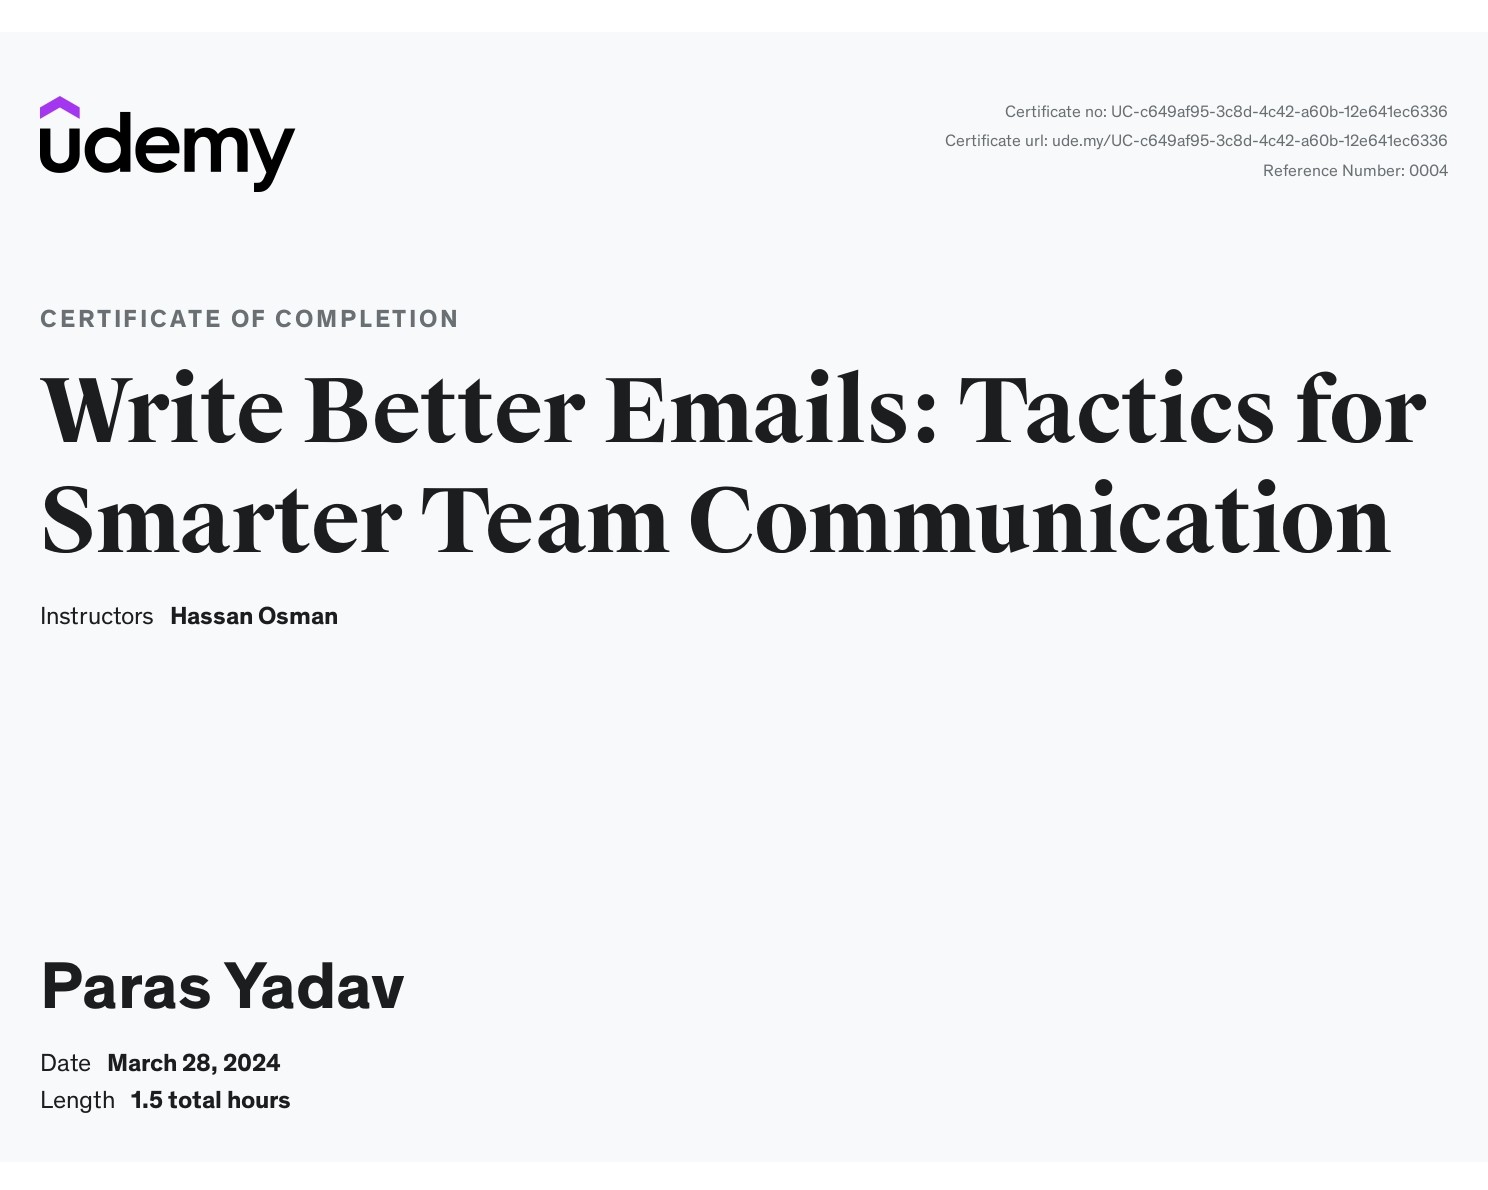 udemy
Certificate no: UC-c649af95-3c8d-4c42-a60b-12e641ec6336
Certificate url: ude.my/UC-c649af95-3c8d-4c42-a60b-12e641ec6336
Reference Number: 0004
CERTIFICATE OF COMPLETION
Write Better Emails: Tactics for
Smarter Team Communication
Instructors Hassan Osman
Paras Yadav
Date March 28, 2024
Length 1.5 total hours